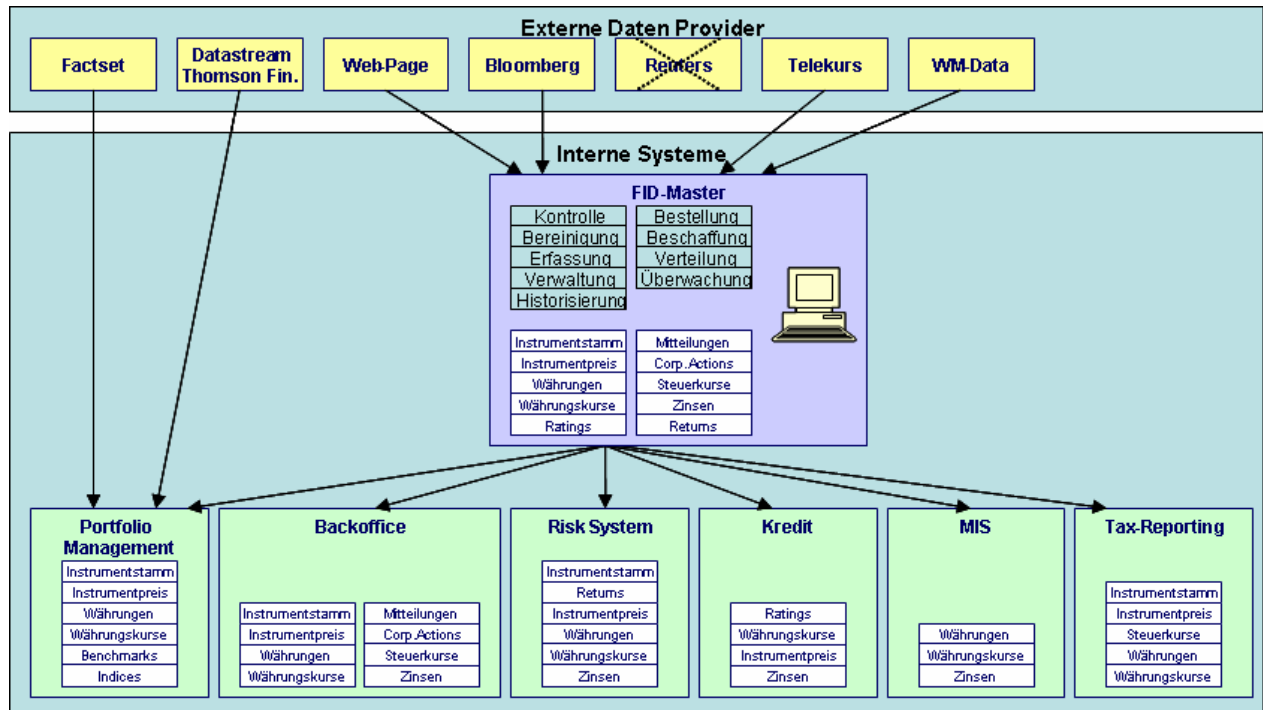 Externe Daten Provider
Factset
Datastream
Thomson Fin.
Web-Page
Bloomberg
Reuters
Telekurs
WM-Data
Interne Systeme
FID-Master
Kontrolle
Bereinigung
Erfassung
Verwaltung
Historisierung
Bestellung
Beschaffung
Verteilung
Überwachung
Instrumentstamm
Instrumentpreis
Währungen
Währungskurse
Ratings
Mitteilungen
Corp.Actions
Steuerkurse
Zinsen
Returns
Portfolio
Management
Instrumentstamm
Instrumentpreis
Währungen
Währungskurse
Benchmarks
Indices
Backoffice
Instrumentstamm
Instrumentpreis
Währungen
Währungskurse
Mitteilungen
Corp.Actions
Steuerkurse
Zinsen
Risk System
Instrumentstamm
Returns
Instrumentpreis
Währungen
Währungskurse
Zinsen
Kredit
Ratings
Währungskurse
Instrumentpreis
Zinsen
MIS
Währungen
Währungskurse
Zinsen
Tax-Reporting
Instrumentstamm
Instrumentpreis
Steuerkurse
Währungen
Währungskurse